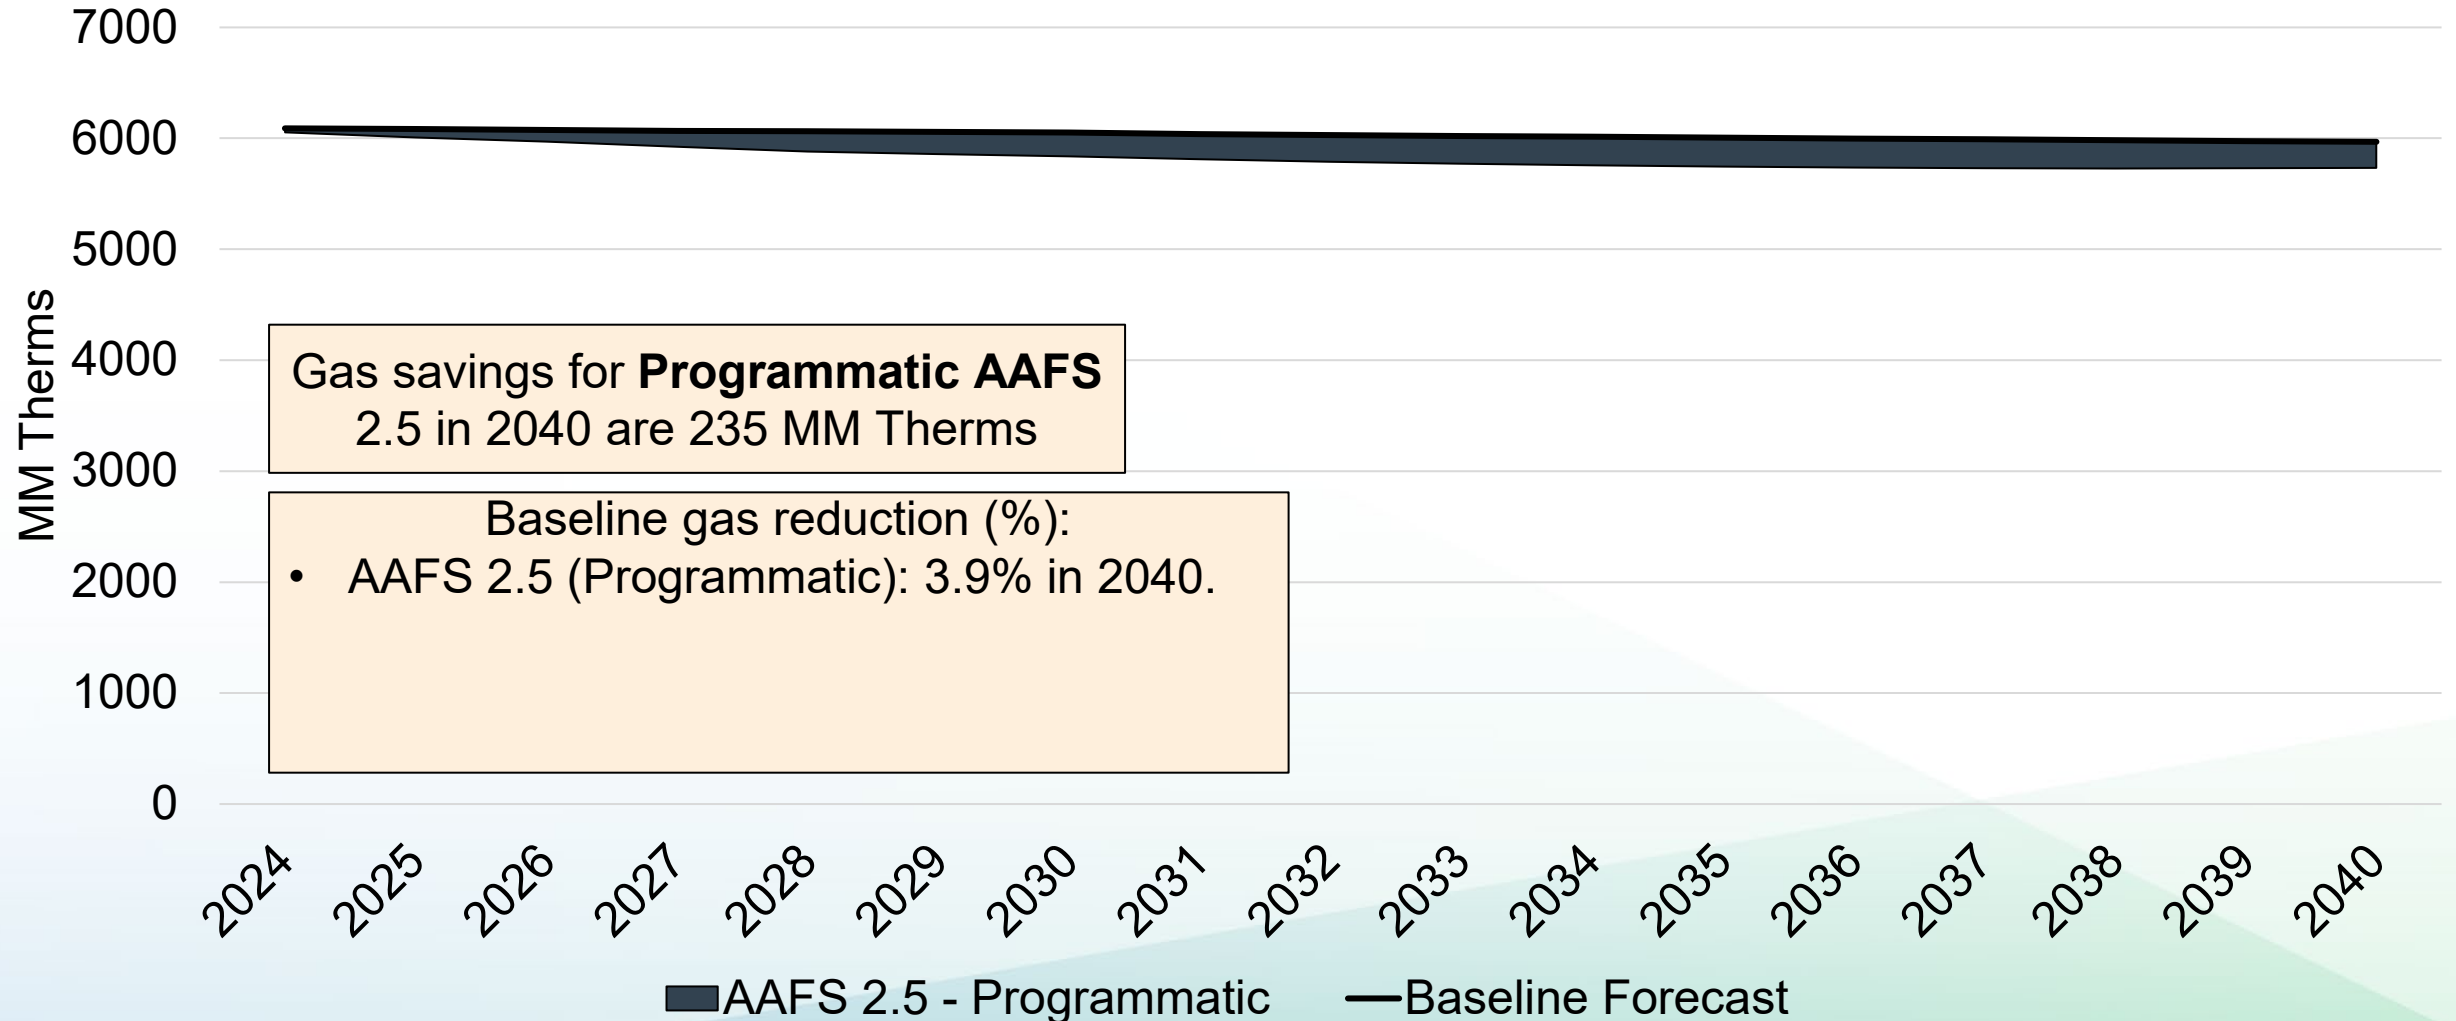 7000
6000
5000
4000
3000
2000
1000
0
MM Therms
Gas savings for Programmatic AAFS
2.5 in 2040 are 235 MM Therms
Baseline gas reduction (%):
• AAFS 2.5 (Programmatic): 3.9% in 2040.
2024 2025 2026 2027 2028 2029 2030 2031 2032 2033 2034 2035 2036 2037 2038 2039 2040
AAFS 2.5 - Programmatic Baseline Forecast